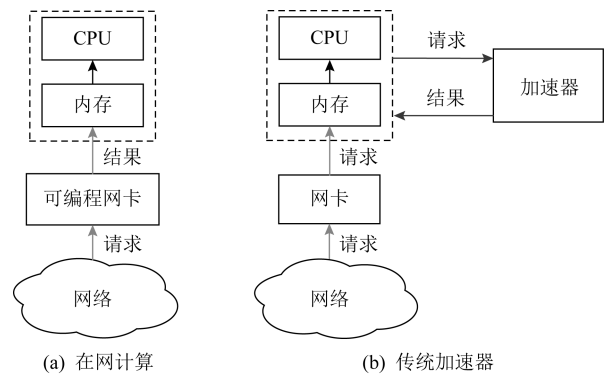 CPU
内存
结果
可编程网卡
请求
网络
(a) 在网计算
CPU
内存
请求
网卡
请求
网络
请求
结果
加速器
(b) 传统加速器